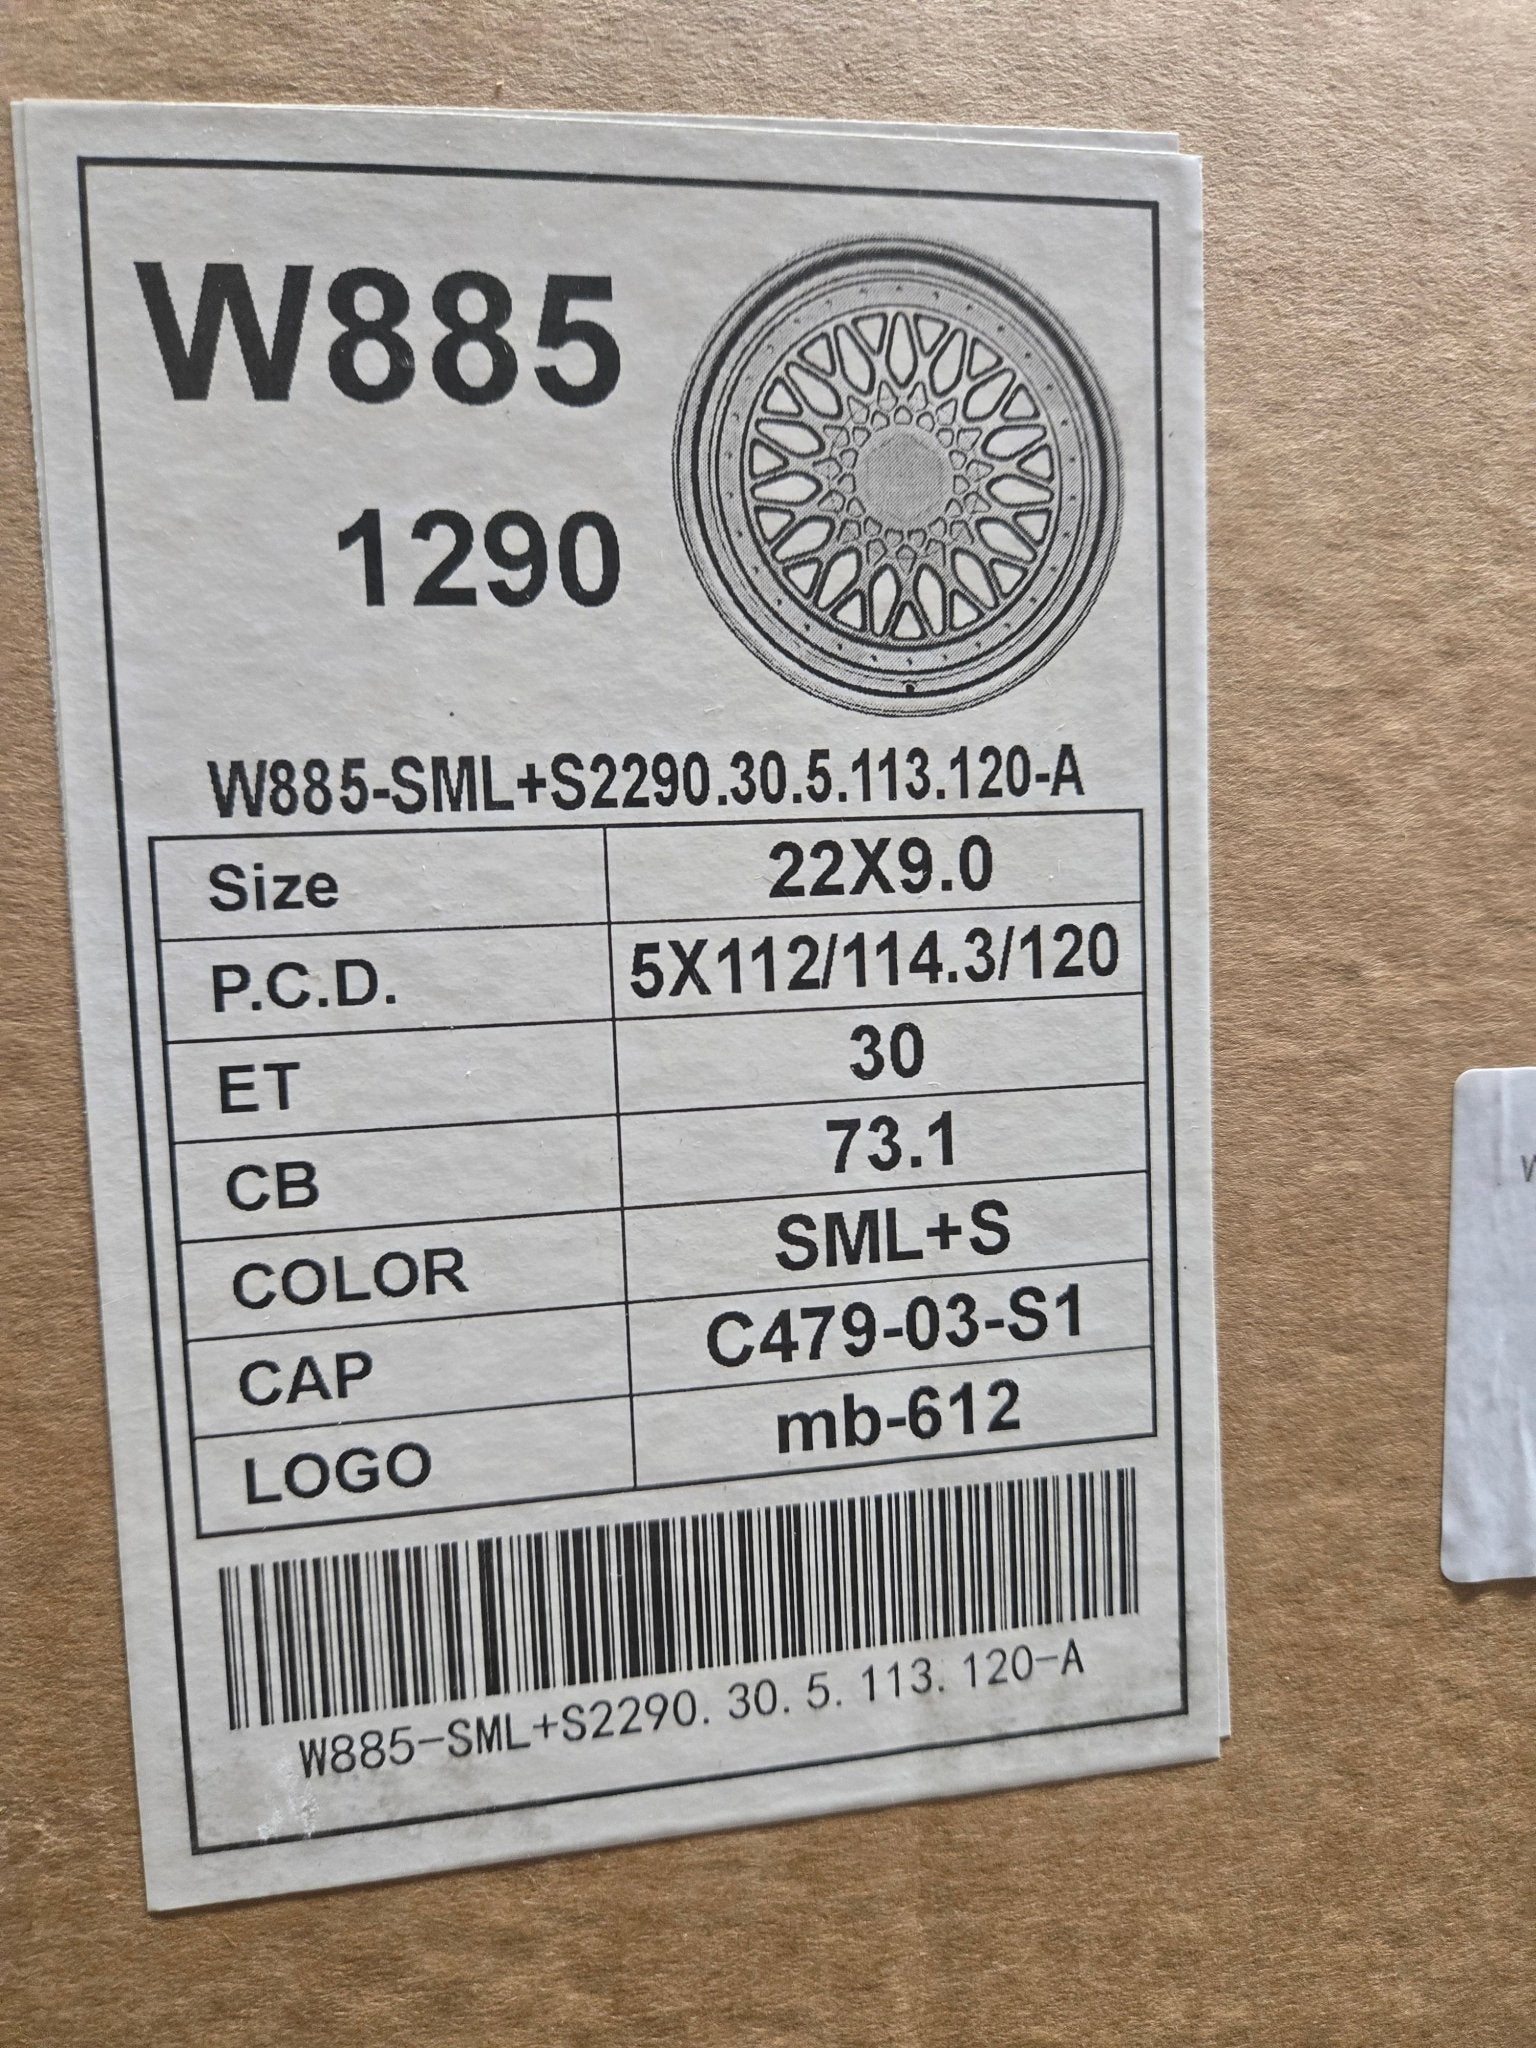 W885
1290
W885-SML+S2290.30.5.113.120-A
Size 22X9.0
P.C.D. 5X112/114.3/120
ET 30
CB 73.1
COLOR SML+S
CAP C479-03-S1
LOGO mb-612
W885-SML+S2290.30.5.113.120-A